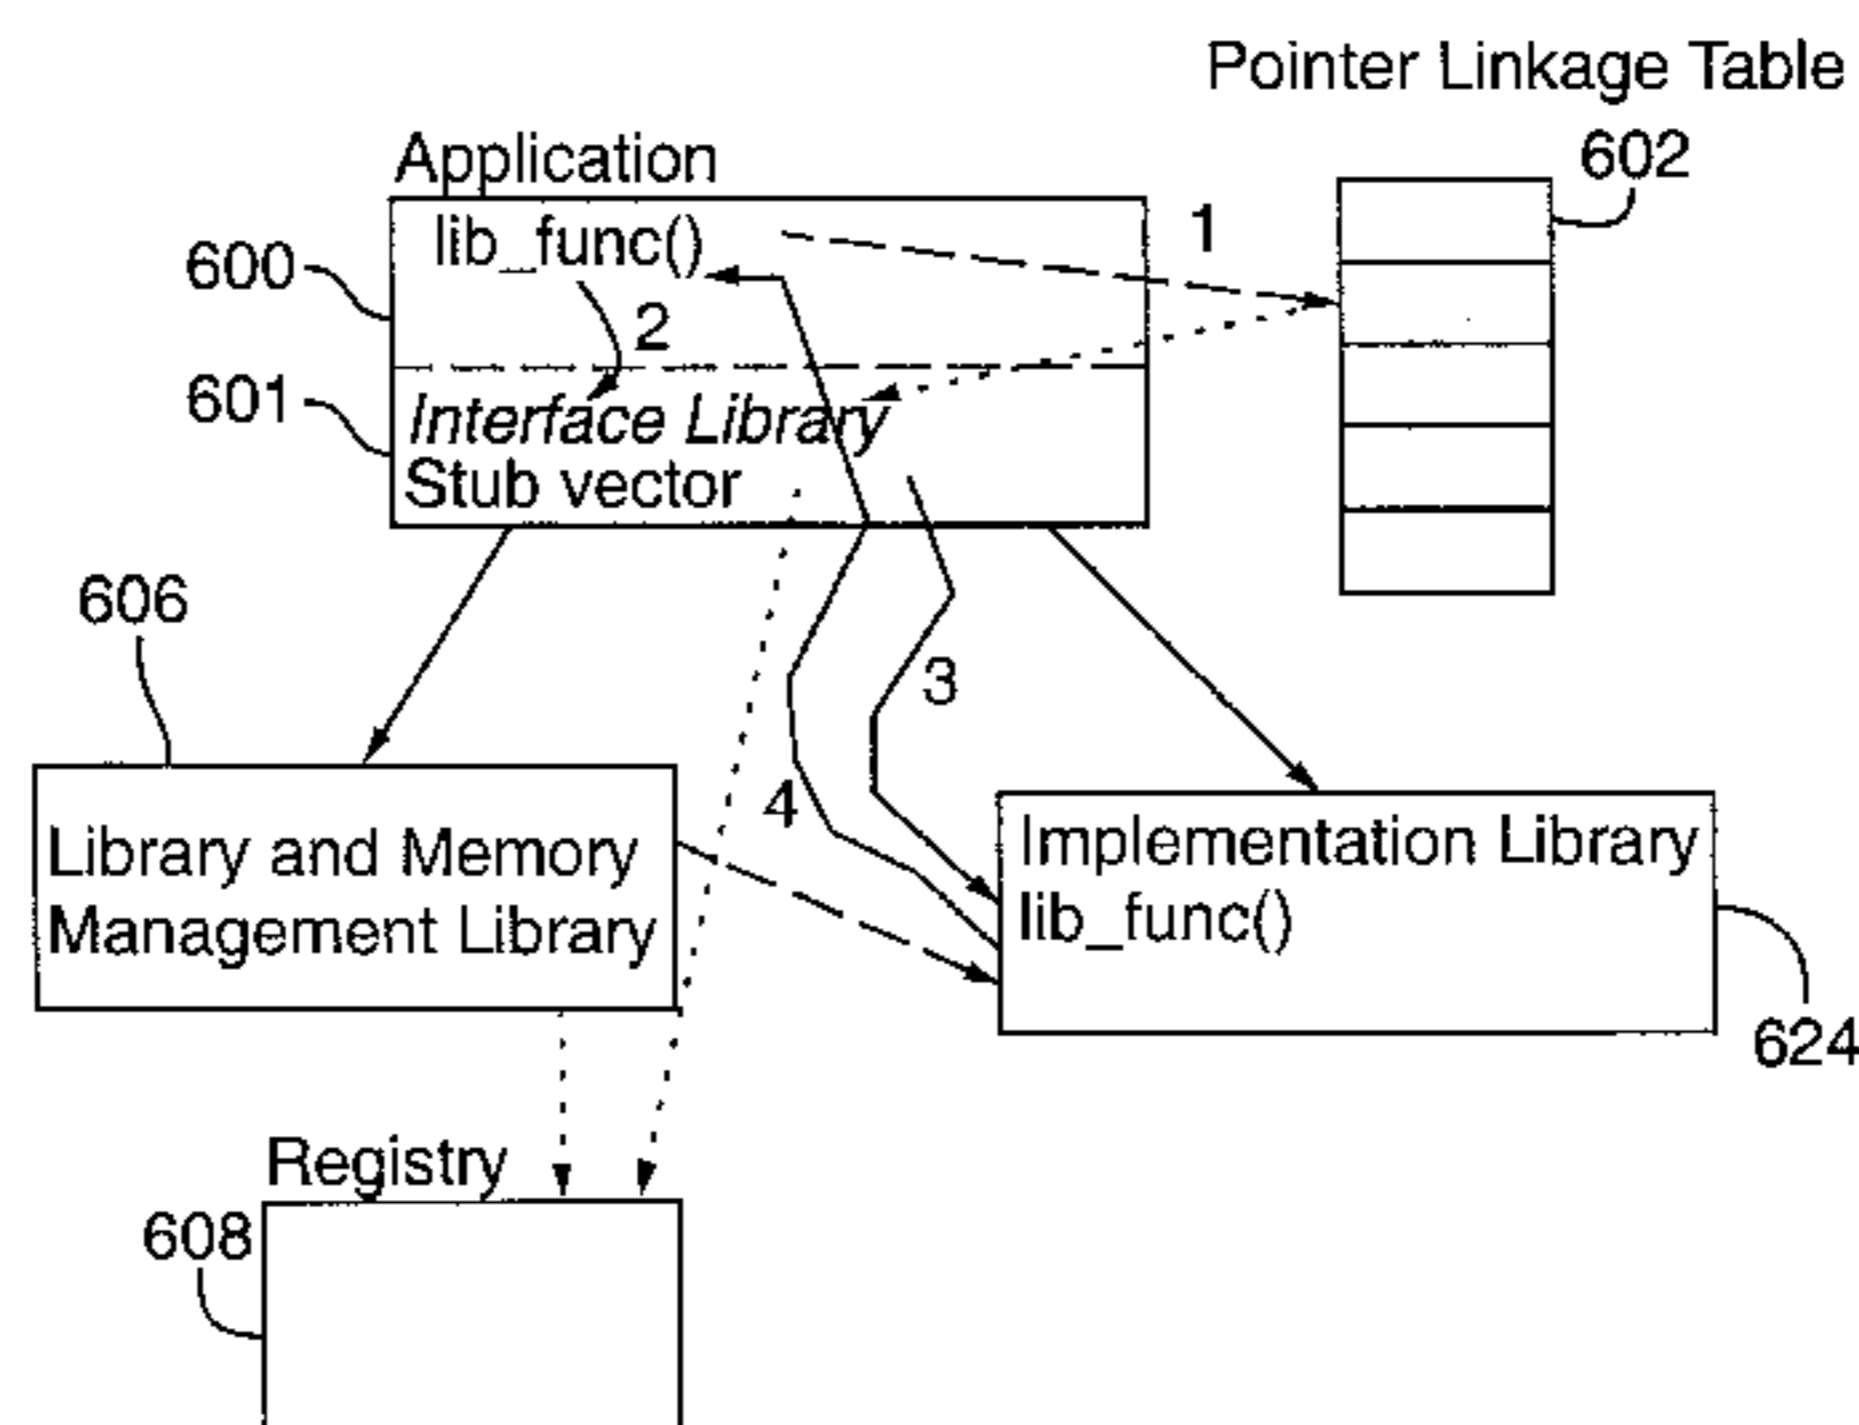 Pointer Linkage Table
602
Application
1
lib_func()
600
2
601
Interface Library
Stub vector
606
3
4
Library and Memory
Management Library
Implementation Library
lib_func()
624
Registry
608